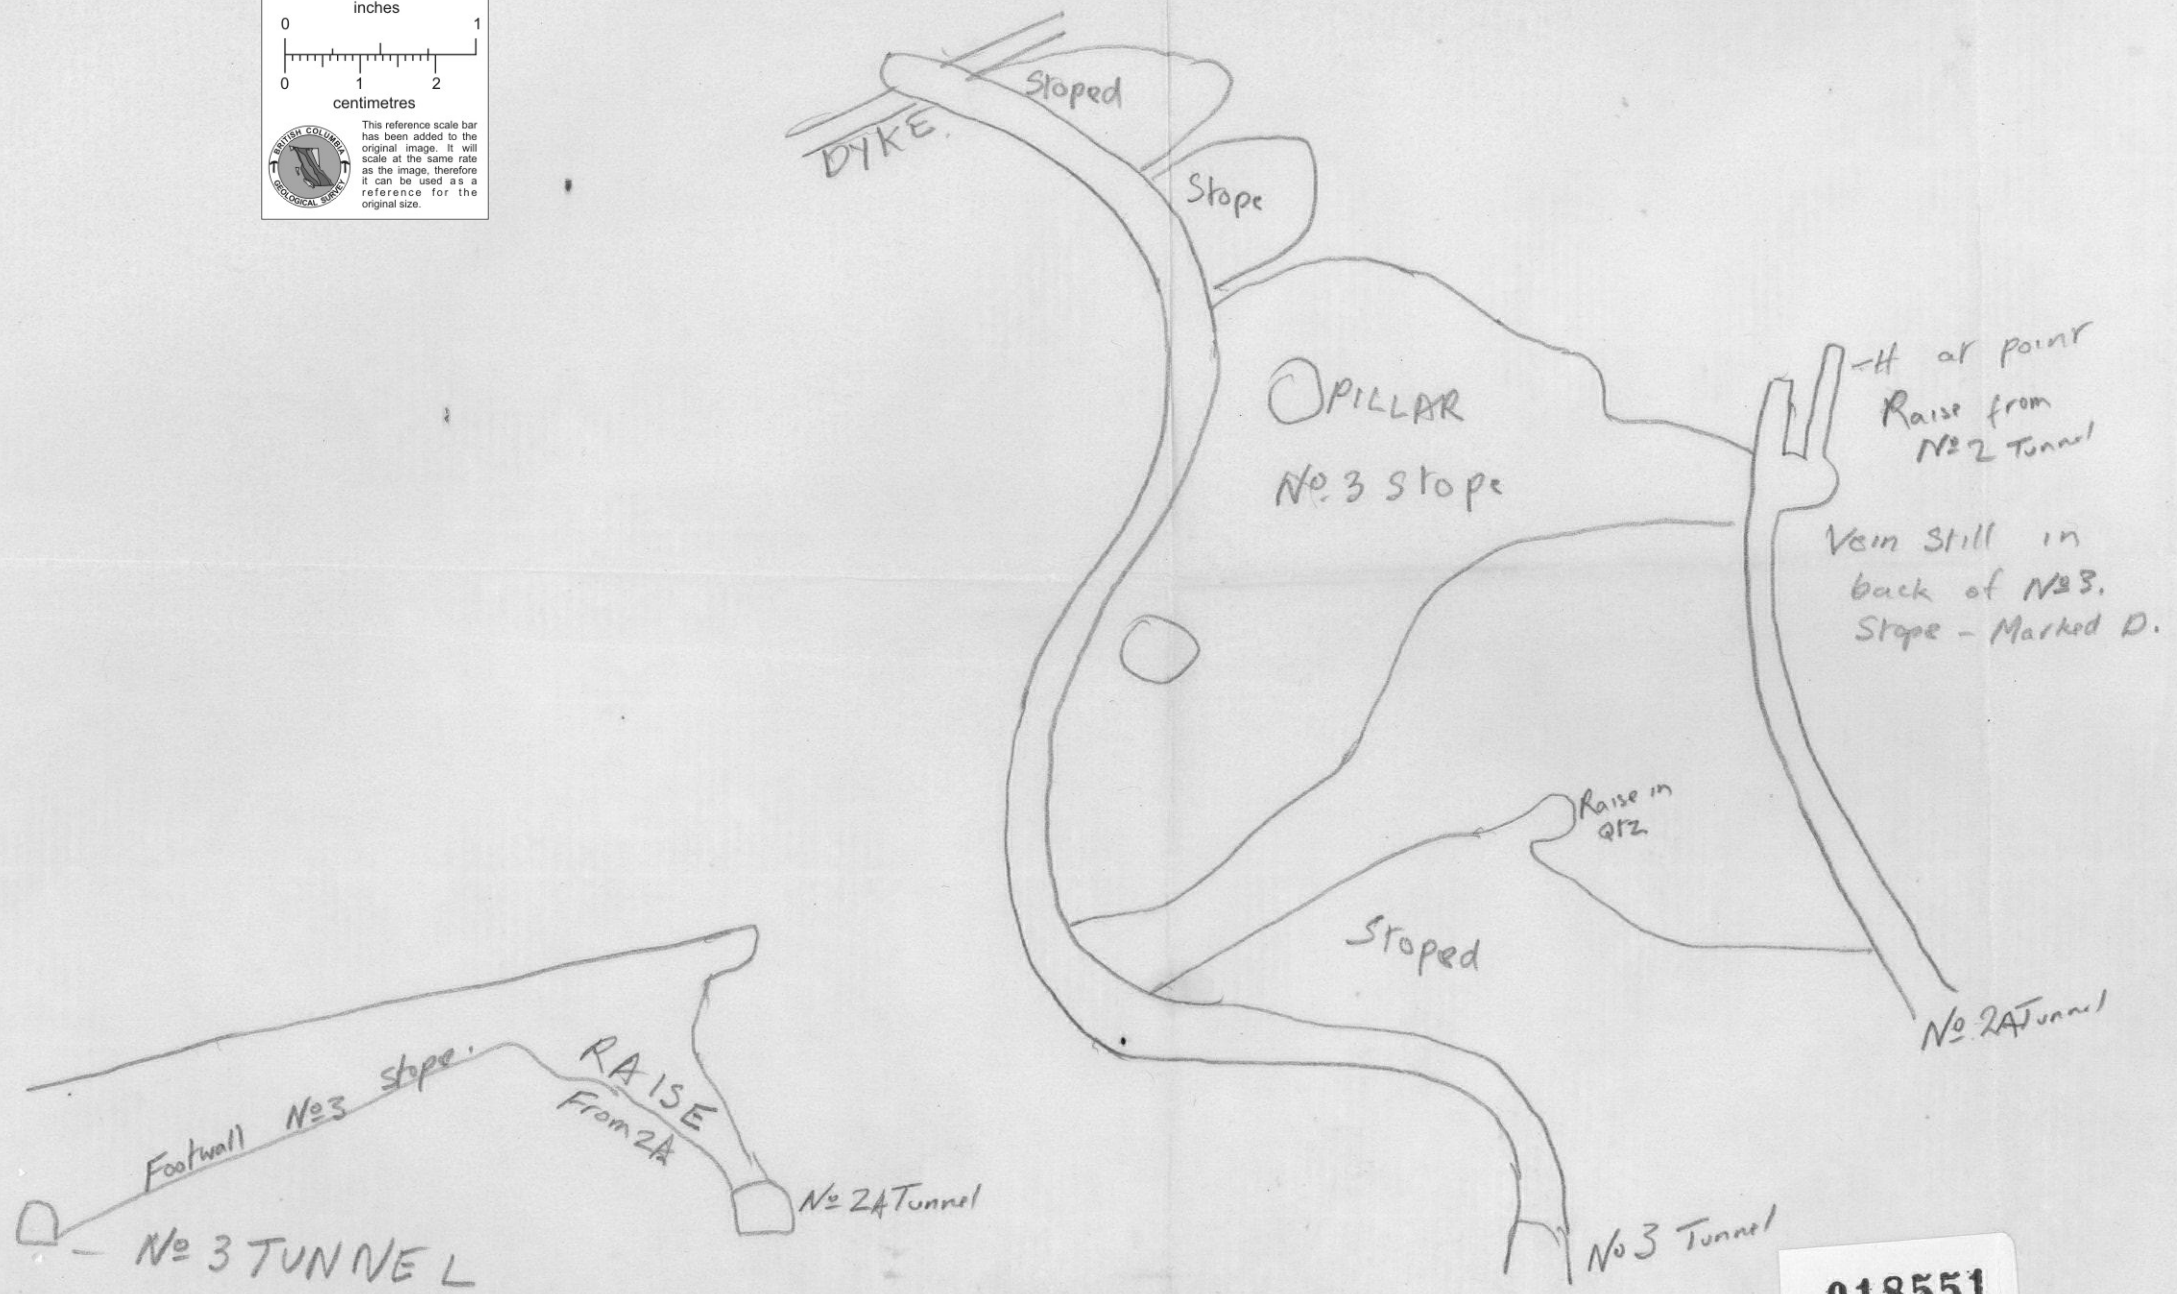 inches
0 1
0 1 2
centimetres
BRITISH COLUMBIA
GEOLOGICAL SURVEY
This reference scale bar
has been added to the
original image. It will
scale at the same rate
as the image, therefore
it can be used as a
reference for the
original size.
DYKE.
Stoped
Stope
PILLAR
No. 3 Stope
-H at point
Raise from
No 2 Tunnel
Vein Still in
back of No 3.
Stope - Marked D.
Raise in
Qtz
Stoped
No. 2A Tunnel
No 3 Tunnel
Footwall No 3 Stope.
RAISE
From 2A
No 2A Tunnel
- No 3 TUNNEL
018551